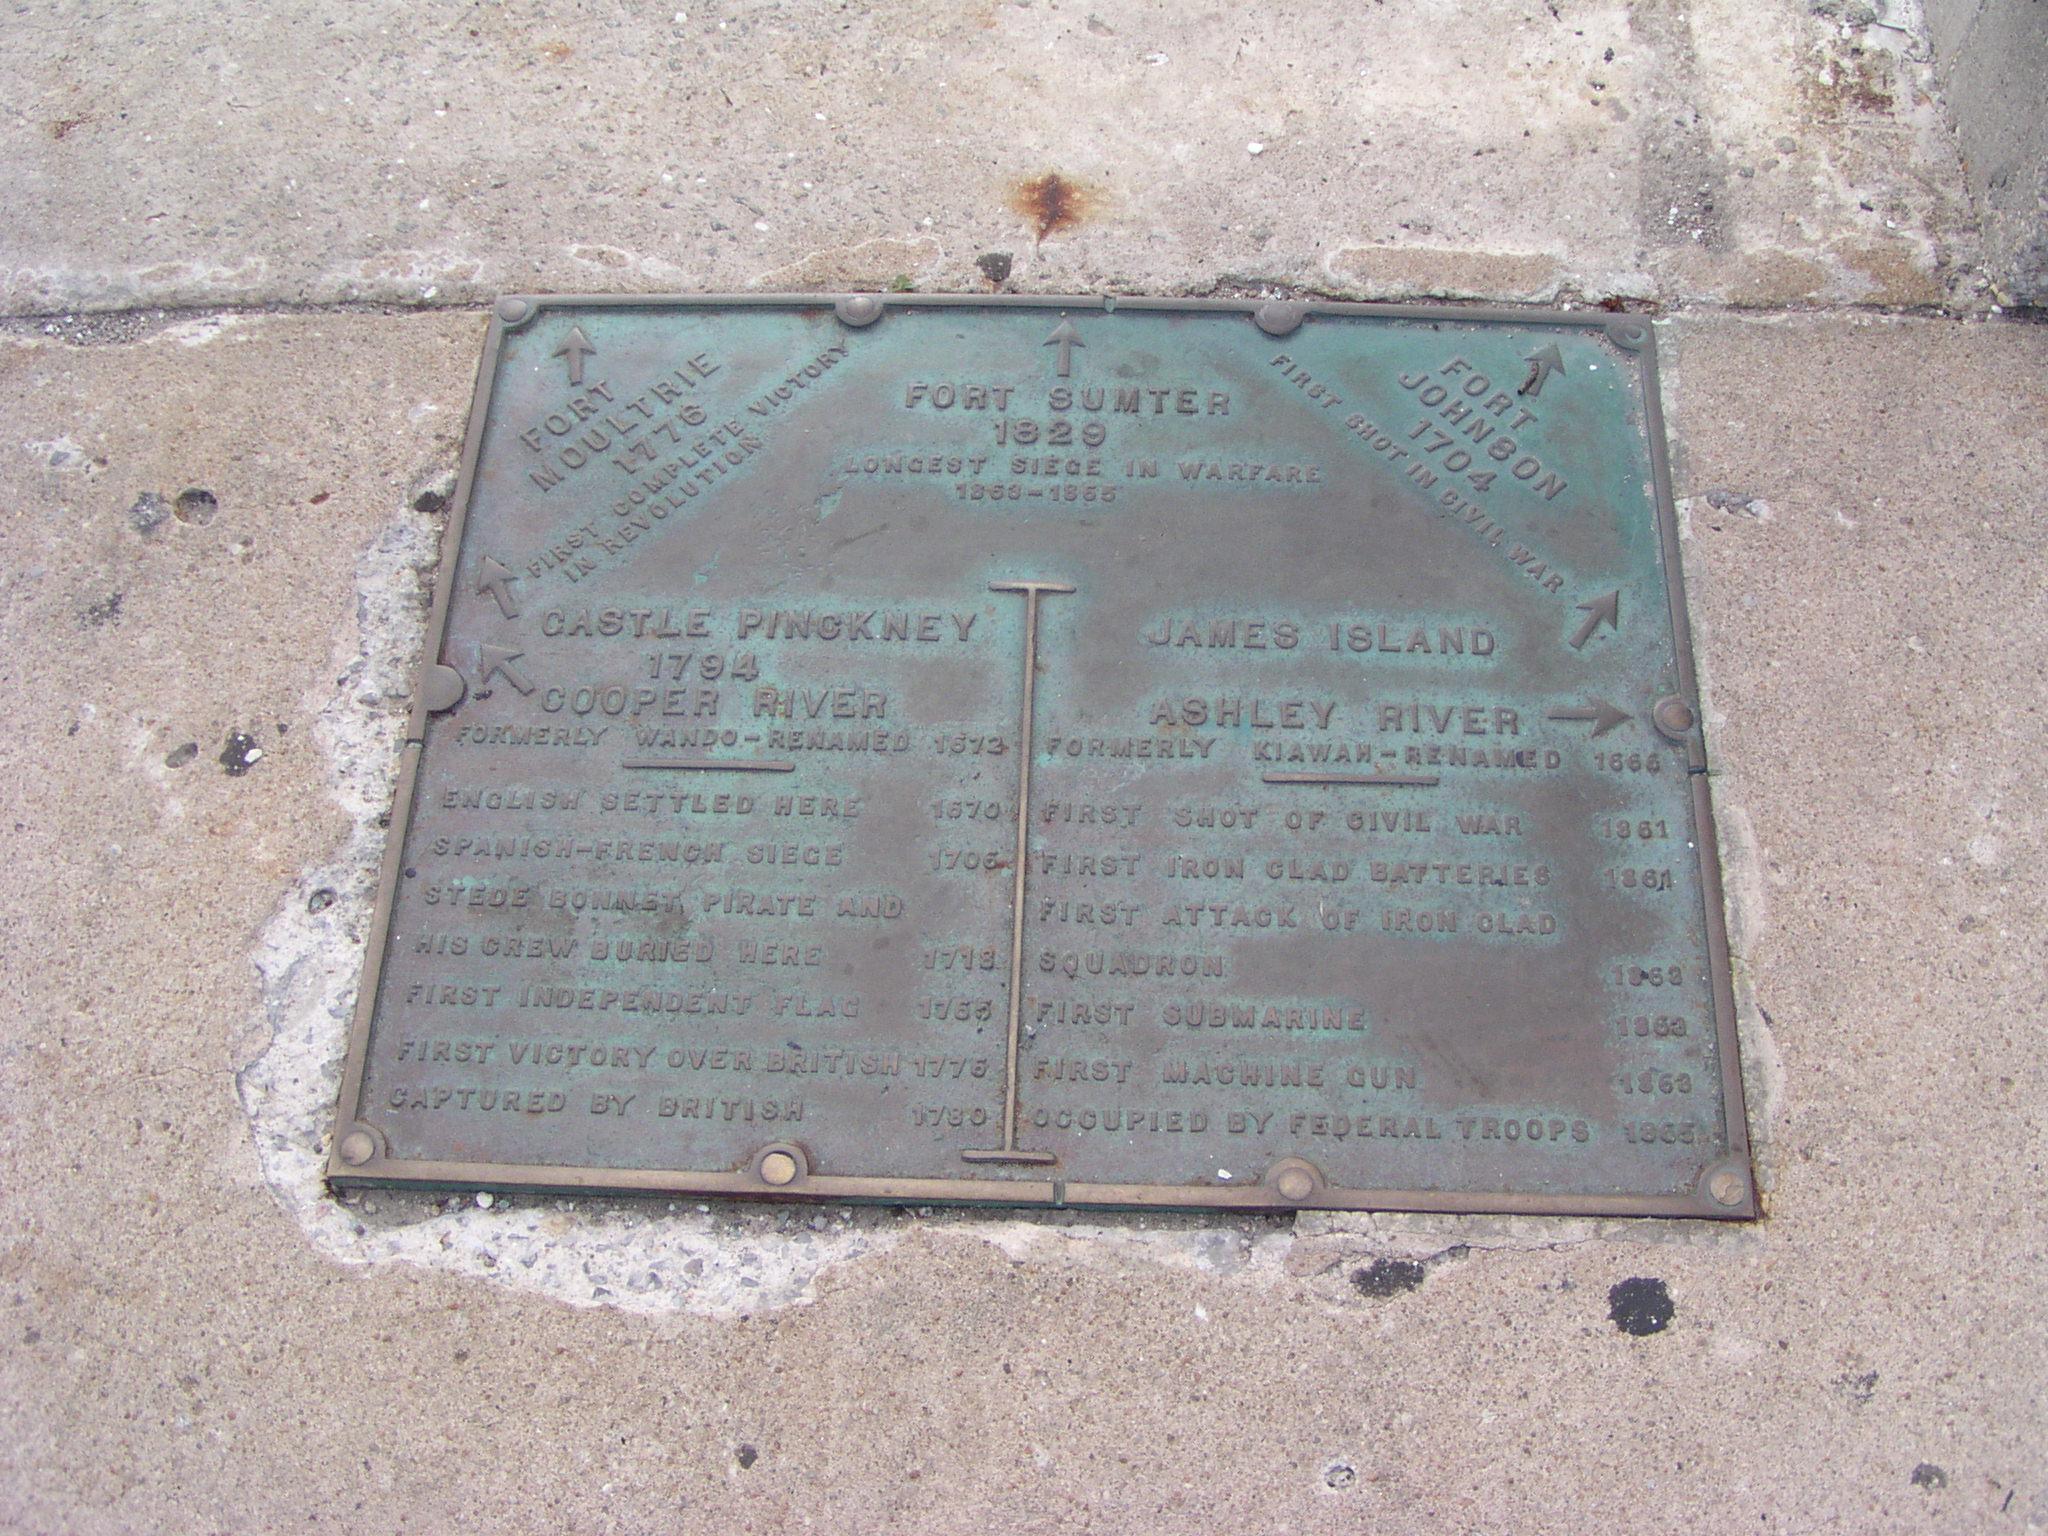 FORT
MOULTRIE
1776
FIRST COMPLETE VICTORY
IN REVOLUTION
FORT SUMTER
1829
LONGEST SIEGE IN WARFARE
1863-1865
FORT
JOHNSON
1704
FIRST SHOT IN CIVIL WAR
CASTLE PINCKNEY
1794
COOPER RIVER
FORMERLY WANDO-RENAMED 1672
ENGLISH SETTLED HERE 1670
SPANISH-FRENCH SIEGE 1706
STEDE BONNET, PIRATE AND
HIS CREW BURIED HERE 1718
FIRST INDEPENDENT FLAG 1765
FIRST VICTORY OVER BRITISH 1776
CAPTURED BY BRITISH 1780
JAMES ISLAND
ASHLEY RIVER
FORMERLY KIAWAH-RENAMED 1666
FIRST SHOT OF CIVIL WAR 1861
FIRST IRON CLAD BATTERIES 1861
FIRST ATTACK OF IRON CLAD
SQUADRON 1863
FIRST SUBMARINE 1863
FIRST MACHINE GUN 1863
OCCUPIED BY FEDERAL TROOPS 1865